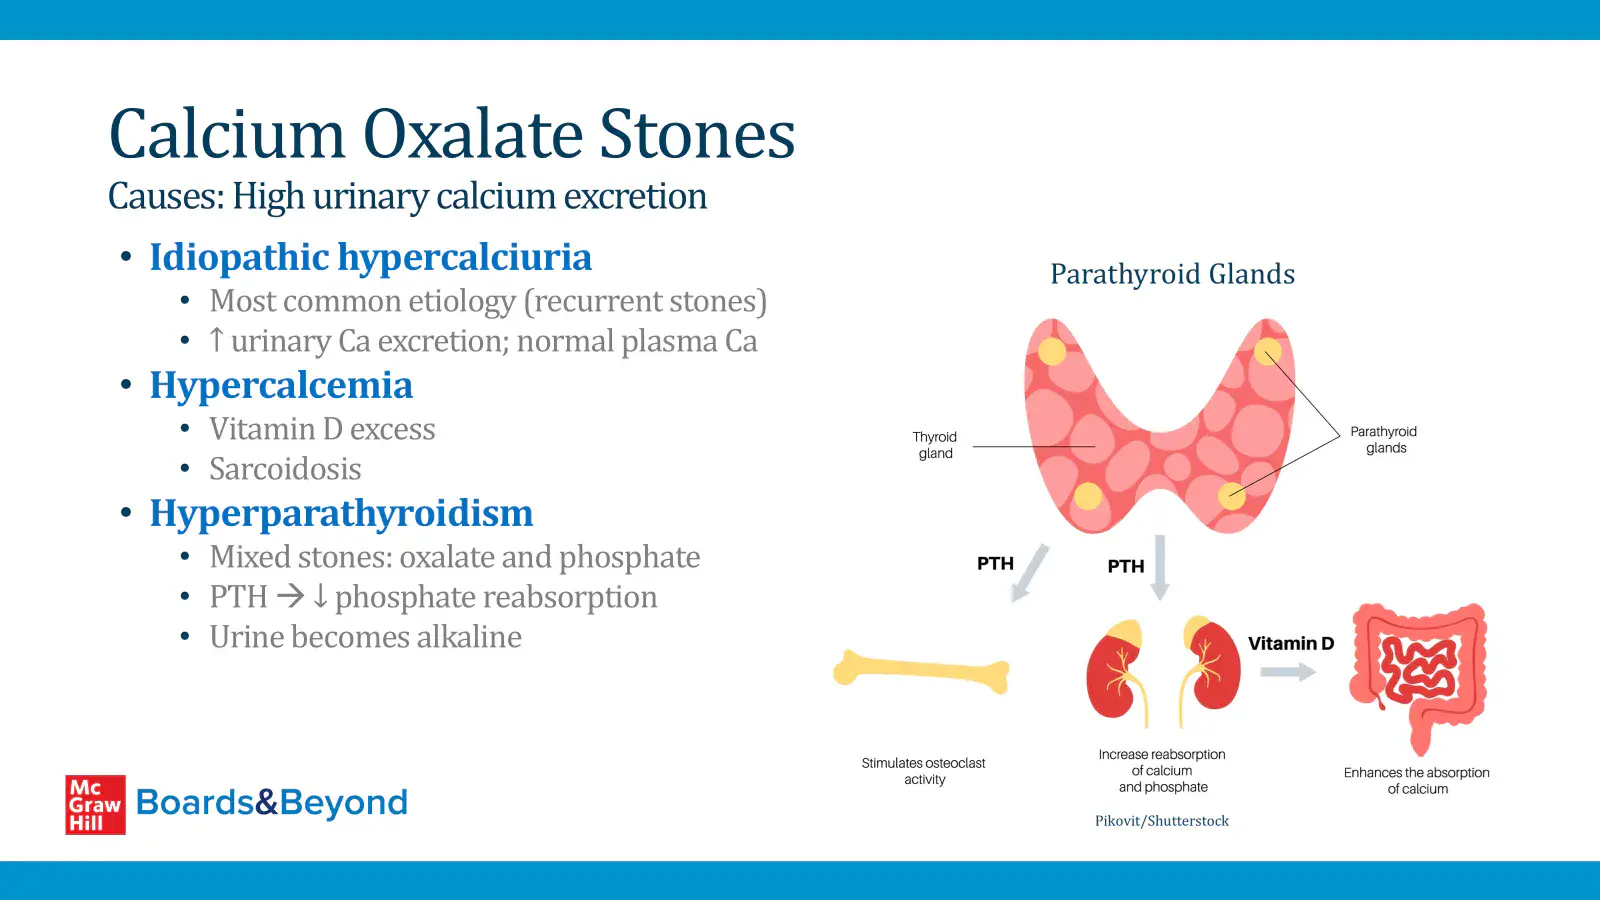 Calcium Oxalate Stones
Causes: High urinary calcium excretion
• Idiopathic hypercalciuria
• Most common etiology (recurrent stones)
• ↑ urinary Ca excretion; normal plasma Ca
• Hypercalcemia
• Vitamin D excess
• Sarcoidosis
• Hyperparathyroidism
• Mixed stones: oxalate and phosphate
• PTH → ↓ phosphate reabsorption
• Urine becomes alkaline
Parathyroid Glands
Thyroid
gland
Parathyroid
glands
PTH
PTH
Vitamin D
Stimulates osteoclast
activity
Increase reabsorption
of calcium
and phosphate
Enhances the absorption
of calcium
Pikovit/Shutterstock
Mc
Graw
Hill
Boards&Beyond